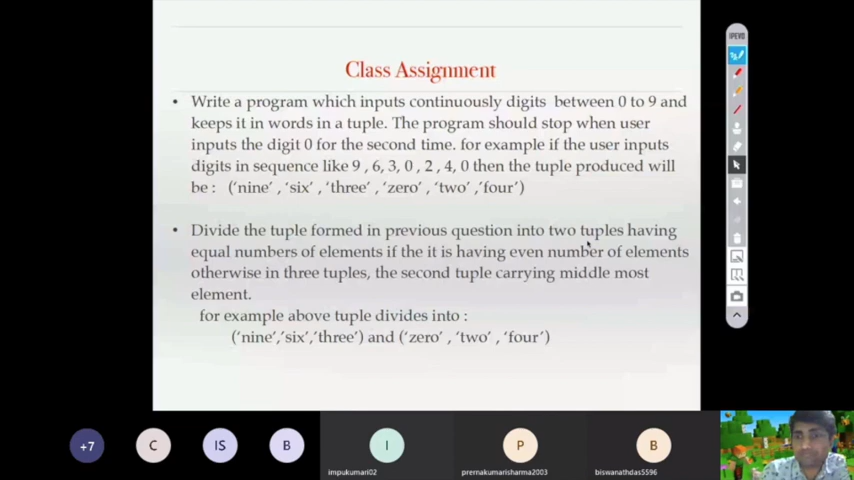 Class Assignment
• Write a program which inputs continuously digits between 0 to 9 and
keeps it in words in a tuple. The program should stop when user
inputs the digit 0 for the second time. for example if the user inputs
digits in sequence like 9 , 6, 3, 0 , 2 , 4, 0 then the tuple produced will
be : ('nine' , 'six' , 'three' , 'zero' , 'two' ,'four')
• Divide the tuple formed in previous question into two tuples having
equal numbers of elements if the it is having even number of elements
otherwise in three tuples, the second tuple carrying middle most
element.
for example above tuple divides into :
('nine','six','three') and ('zero' , 'two' , 'four')
IPEVO
+7
C
IS
B
I
P
B
impukumari02
prernakumarisharma2003
biswanathdas5596